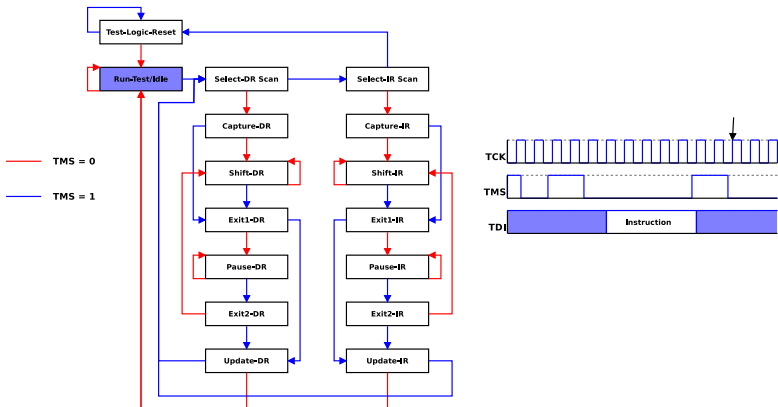 Test-Logic-Reset
Run-Test/Idle
Select-DR Scan
Select-IR Scan
Capture-DR
Capture-IR
TMS = 0
Shift-DR
Shift-IR
TMS = 1
Exit1-DR
Exit1-IR
Pause-DR
Pause-IR
Exit2-DR
Exit2-IR
Update-DR
Update-IR
TCK
TMS
TDI
Instruction